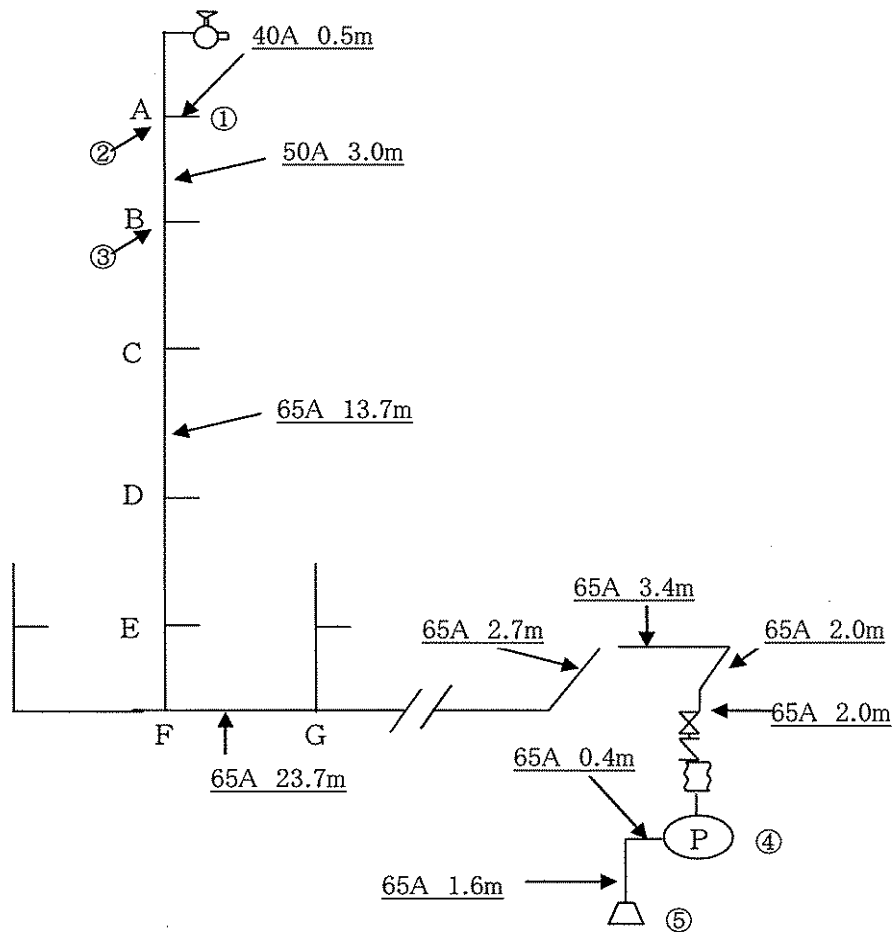 40A 0.5m
A
①
②
50A 3.0m
B
③
C
65A 13.7m
D
65A 3.4m
E
65A 2.7m
65A 2.0m
65A 2.0m
F
G
65A 0.4m
65A 23.7m
P
④
65A 1.6m
⑤